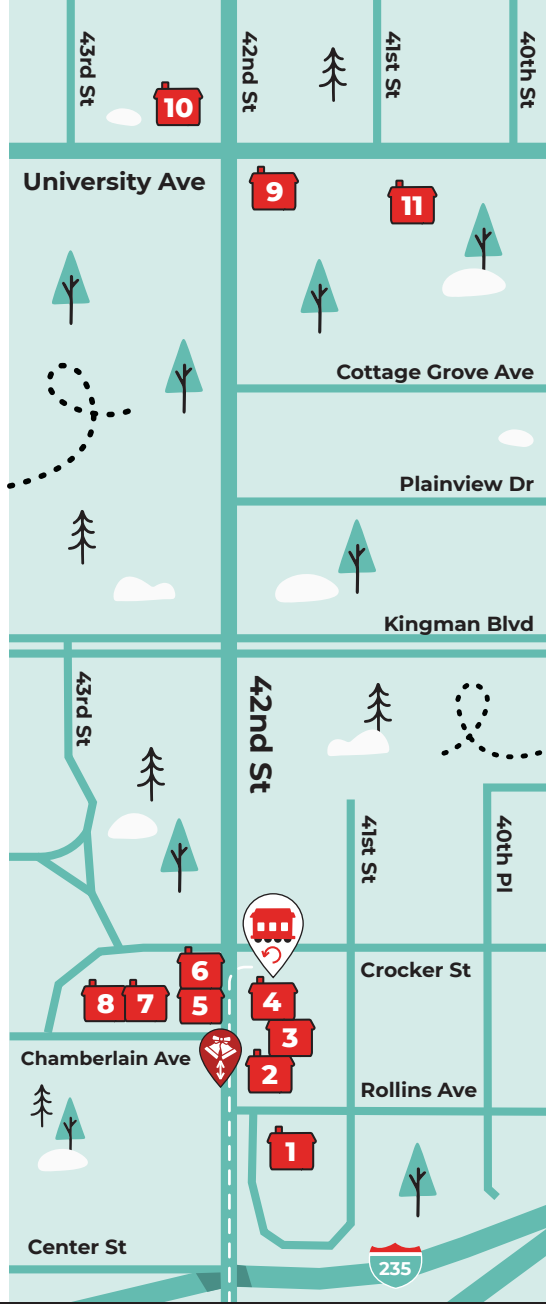 43rd St
42nd St
41st St
40th St
10
University Ave
9
11
Cottage Grove Ave
Plainview Dr
Kingman Blvd
43rd St
42nd St
41st St
40th Pl
6
Crocker St
8
7
5
4
3
Chamberlain Ave
2
Rollins Ave
1
Center St
235